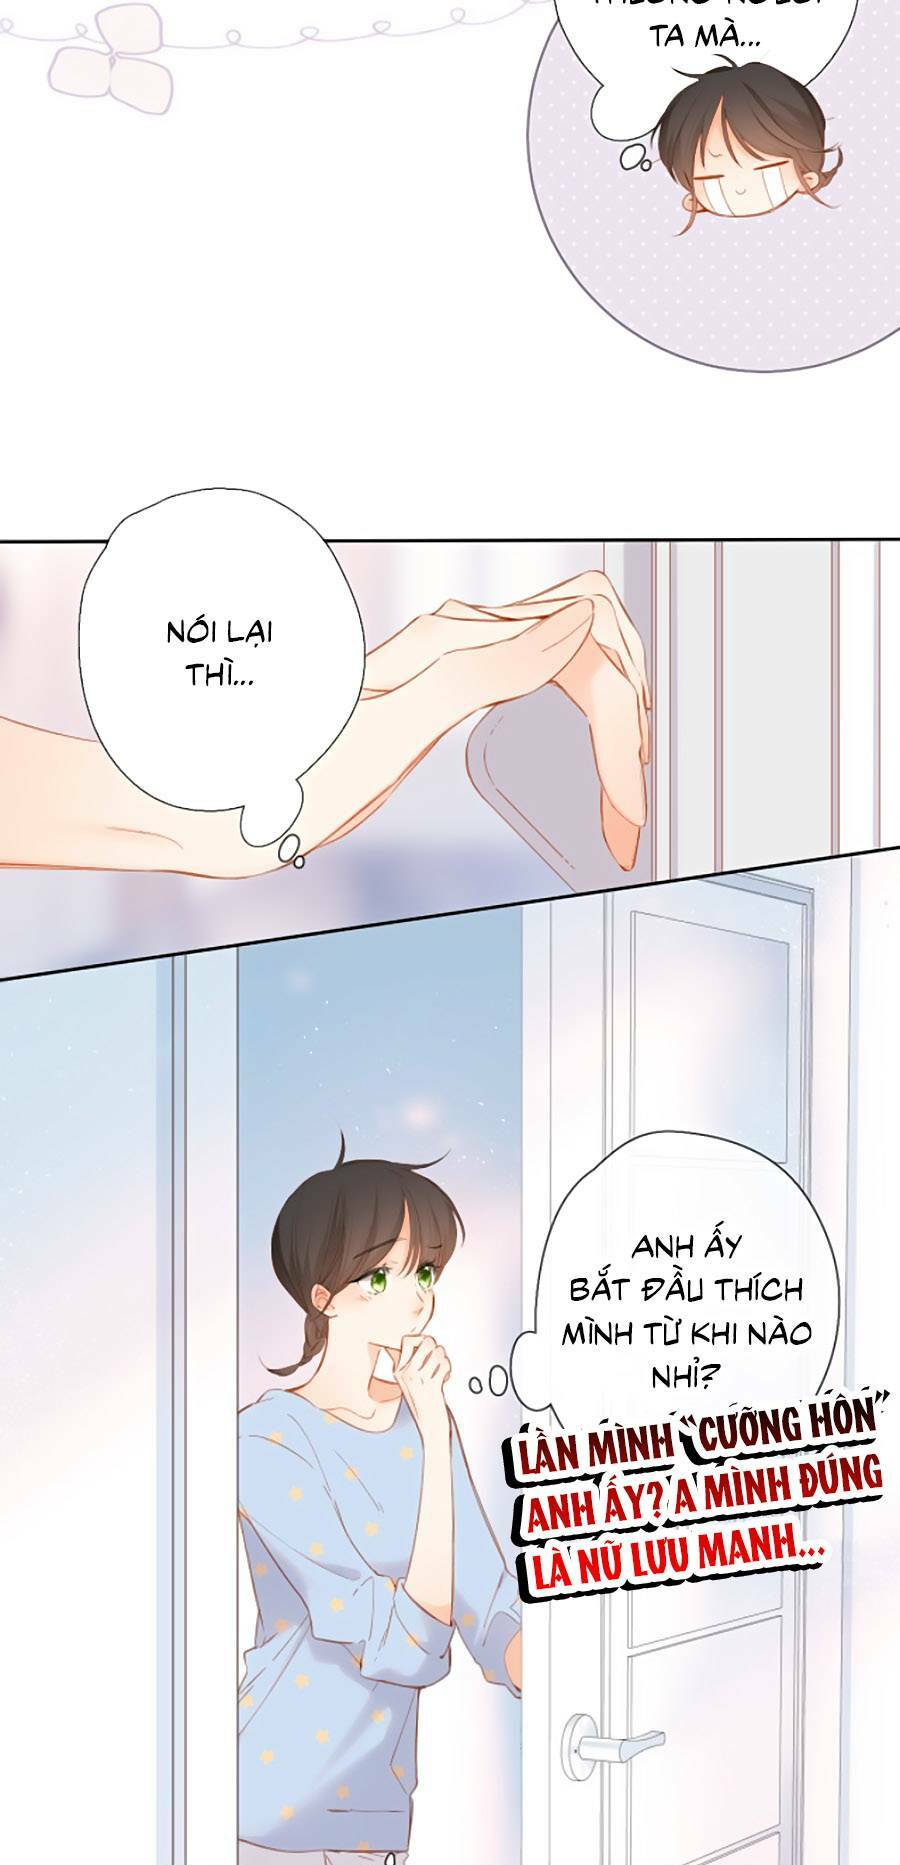 TA MÀ...
NÓI LẠI
THÌ...
ANH ẤY
BẮT ĐẦU THÍCH
MÌNH TỪ KHI NÀO
NHỈ?
LẦN MÌNH "CƯỠNG HÔN"
ANH ẤY? A MÌNH ĐÚNG
LÀ NỮ LƯU MANH...